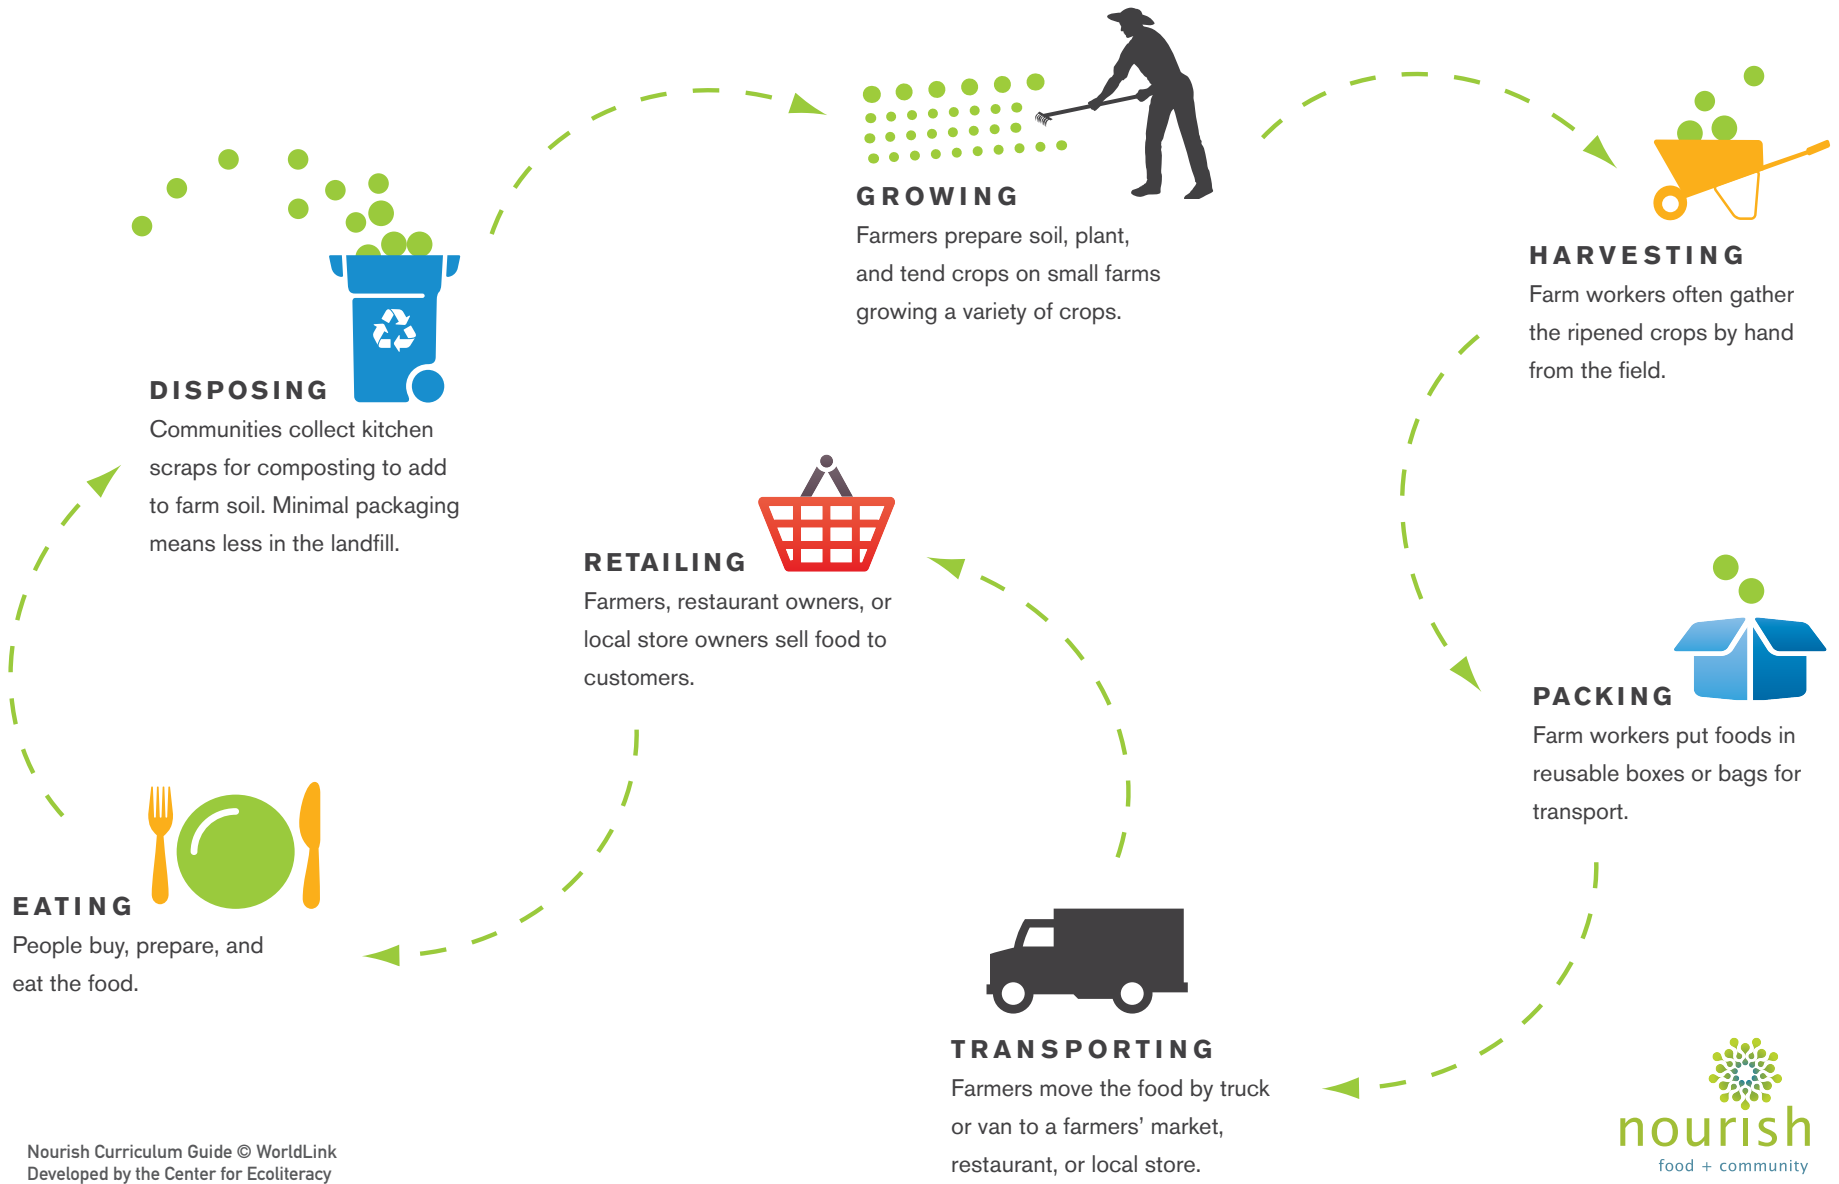 GROWING
Farmers prepare soil, plant,
and tend crops on small farms
growing a variety of crops.
HARVESTING
Farm workers often gather
the ripened crops by hand
from the field.
DISPOSING
Communities collect kitchen
scraps for composting to add
to farm soil. Minimal packaging
means less in the landfill.
RETAILING
Farmers, restaurant owners, or
local store owners sell food to
customers.
PACKING
Farm workers put foods in
reusable boxes or bags for
transport.
EATING
People buy, prepare, and
eat the food.
TRANSPORTING
Farmers move the food by truck
or van to a farmers’ market,
restaurant, or local store.
Nourish Curriculum Guide © WorldLink
Developed by the Center for Ecoliteracy
nourish
food + community